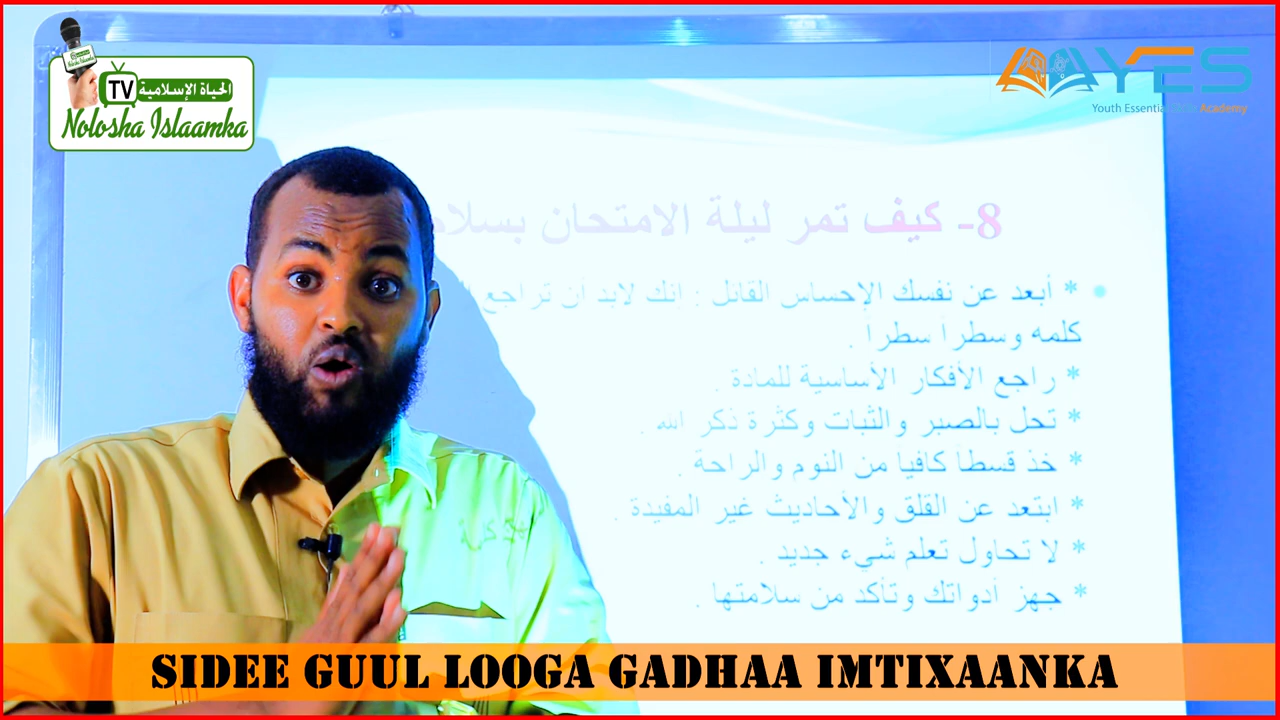 TV الحياة الإسلامية
Nolosha Islaamka
YES
Youth Essential Academy
8- كيف تمر ليلة الامتحان بسلام
* أبعد عن نفسك الإحساس القائل : إنك لابد أن تراجع
كلمه وسطراً سطراً .
* راجع الأفكار الأساسية للمادة .
* تحل بالصبر والثبات وكثرة ذكر الله .
* خذ قسطاً كافيا من النوم والراحة .
* ابتعد عن القلق والأحاديث غير المفيدة .
* لا تحاول تعلم شيء جديد .
* جهز أدواتك وتأكد من سلامتها .
SIDEE GUUL LOOGA GADHAA IMTIXAANKA